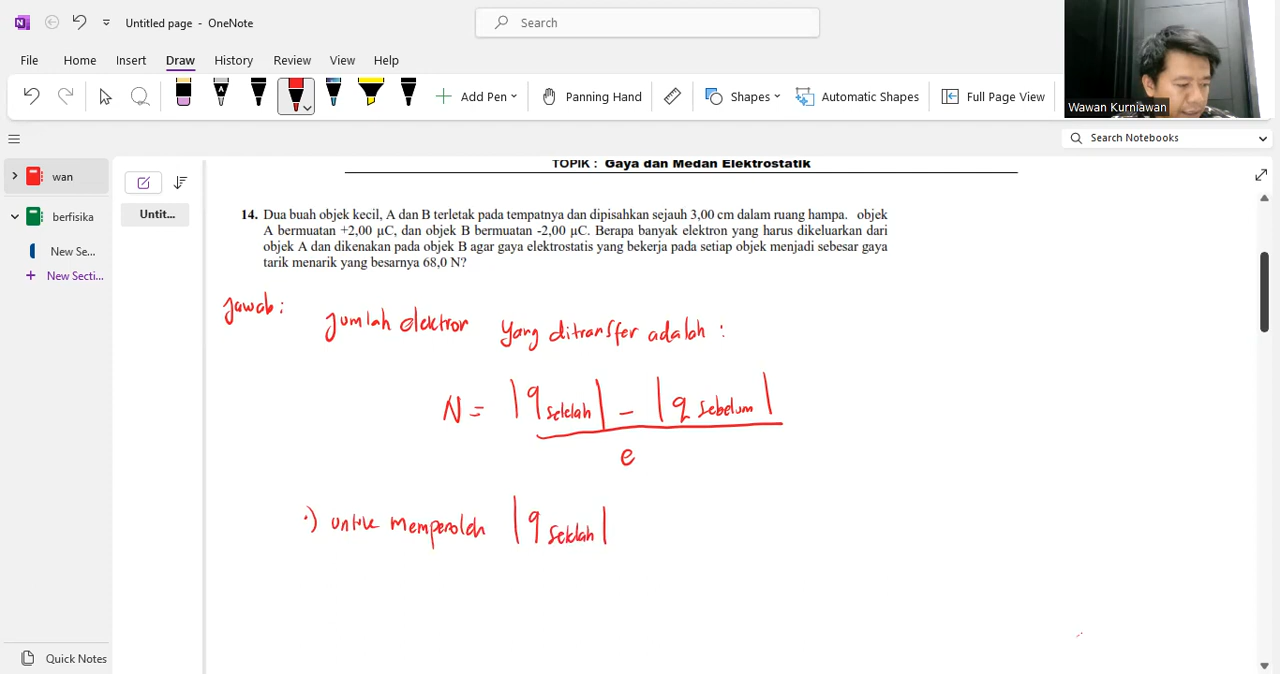 Untitled page - OneNote
Search
File Home Insert Draw History Review View Help
Add Pen
Panning Hand
Shapes
Automatic Shapes
Full Page View
Wawan Kurniawan
Search Notebooks
wan
berfisika
New Se...
New Secti...
Untit...
Quick Notes
TOPIK : Gaya dan Medan Elektrostatik
14. Dua buah objek kecil, A dan B terletak pada tempatnya dan dipisahkan sejauh 3,00 cm dalam ruang hampa. objek
A bermuatan +2,00 µC, dan objek B bermuatan -2,00 µC. Berapa banyak elektron yang harus dikeluarkan dari
objek A dan dikenakan pada objek B agar gaya elektrostatis yang bekerja pada setiap objek menjadi sebesar gaya
tarik menarik yang besarnya 68,0 N?
Jawab :
Jumlah elektron yang ditransfer adalah :
N = |q setelah| - |q sebelum|
e
·) untuk memperoleh |q setelah|